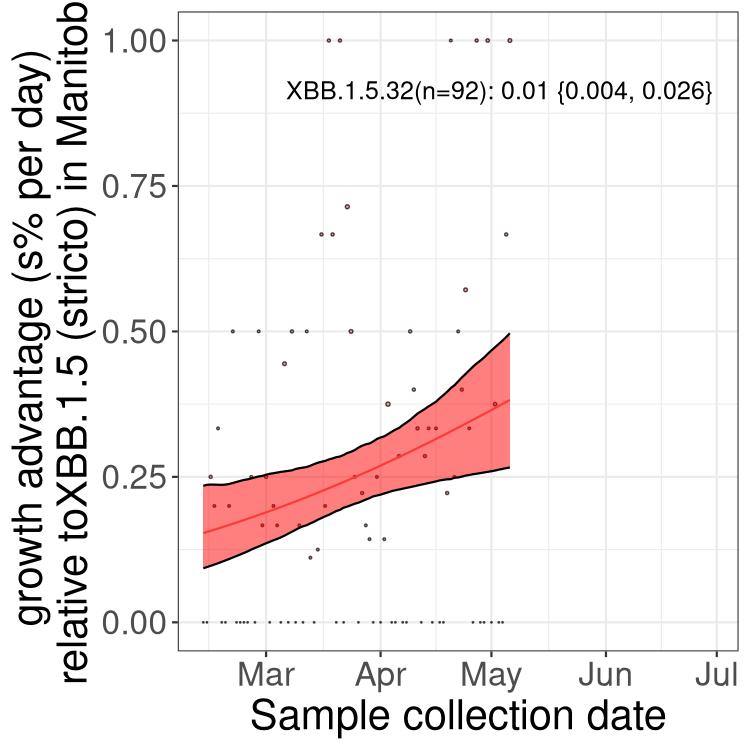 growth advantage (s% per day)
relative toXBB.1.5 (stricto) in Manitob
1.00
0.75
0.50
0.25
0.00
XBB.1.5.32(n=92): 0.01 {0.004, 0.026}
Mar Apr May Jun Jul
Sample collection date